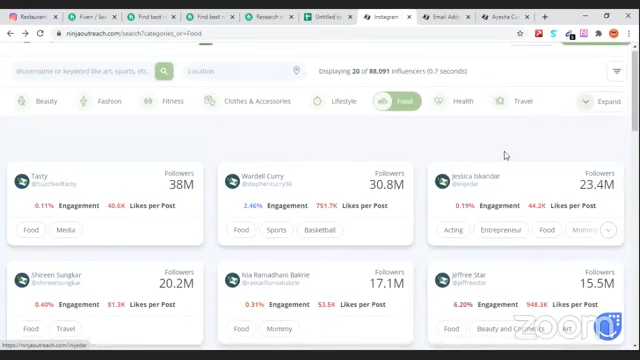 Restaurant
Fiverr / Sea
Find best n
Find best n
Research in
Untitled sp
Instagram
Email Addr
Ayesha Cur
ninjaoutreach.com/search?categories_or=Food
@username or keyword like art, sports, etc,
Location
Displaying 20 of 88,091 influencers (0.7 seconds)
Beauty
Fashion
Fitness
Clothes & Accessories
Lifestyle
Food
Health
Travel
Expand
Tasty
@buzzfeedtasty
Followers
38M
0.11% Engagement 40.6K Likes per Post
Food Media
Wardell Curry
@stephencurry30
Followers
30.8M
2.46% Engagement 751.7K Likes per Post
Food Sports Basketball
Jessica Iskandar
@inijedar
Followers
23.4M
0.19% Engagement 44.2K Likes per Post
Acting Entrepreneur Food Mommy
Shireen Sungkar
@shireensungkar
Followers
20.2M
0.40% Engagement 81.3K Likes per Post
Food Travel
Nia Ramadhani Bakrie
@ramadhaniabakrie
Followers
17.1M
0.31% Engagement 53.5K Likes per Post
Food Mommy
Jeffree Star
@jeffreestar
Followers
15.5M
6.20% Engagement 948.3K Likes per Post
Food Beauty and Cosmetics Art
https://ninjaoutreach.com/inijedar
zoom